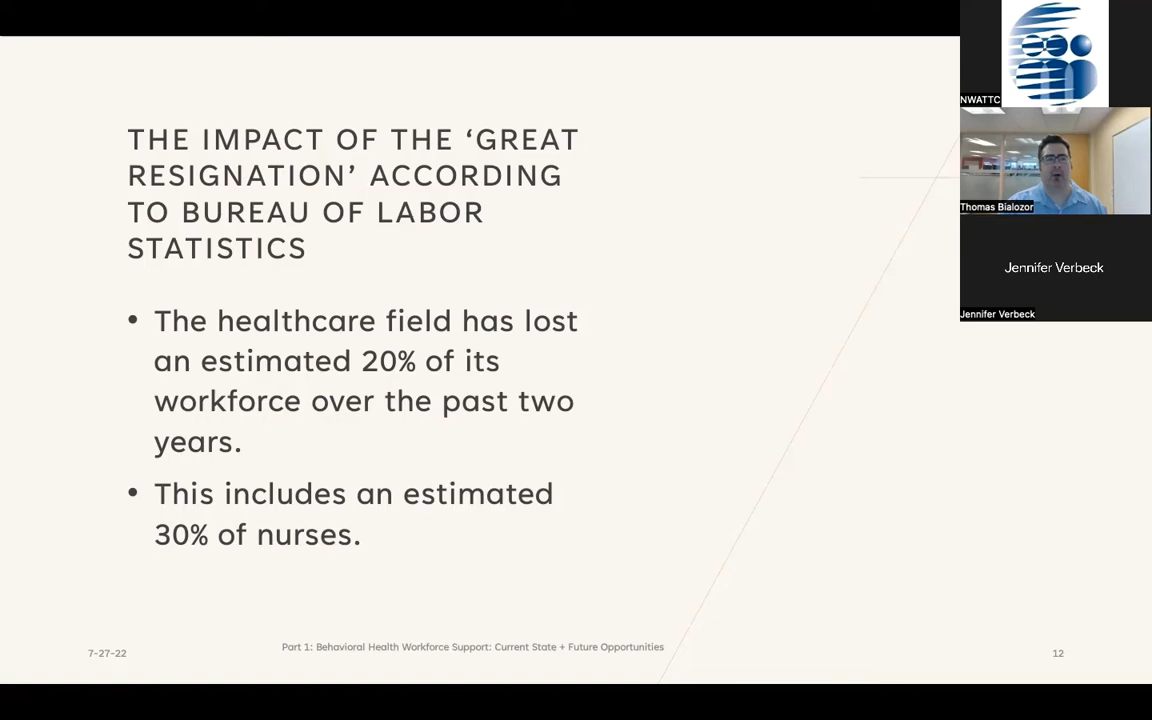 THE IMPACT OF THE ‘GREAT
RESIGNATION’ ACCORDING
TO BUREAU OF LABOR
STATISTICS
• The healthcare field has lost
an estimated 20% of its
workforce over the past two
years.
• This includes an estimated
30% of nurses.
7-27-22
Part 1: Behavioral Health Workforce Support: Current State + Future Opportunities
12
NWATTC
Thomas Bialozor
Jennifer Verbeck
Jennifer Verbeck